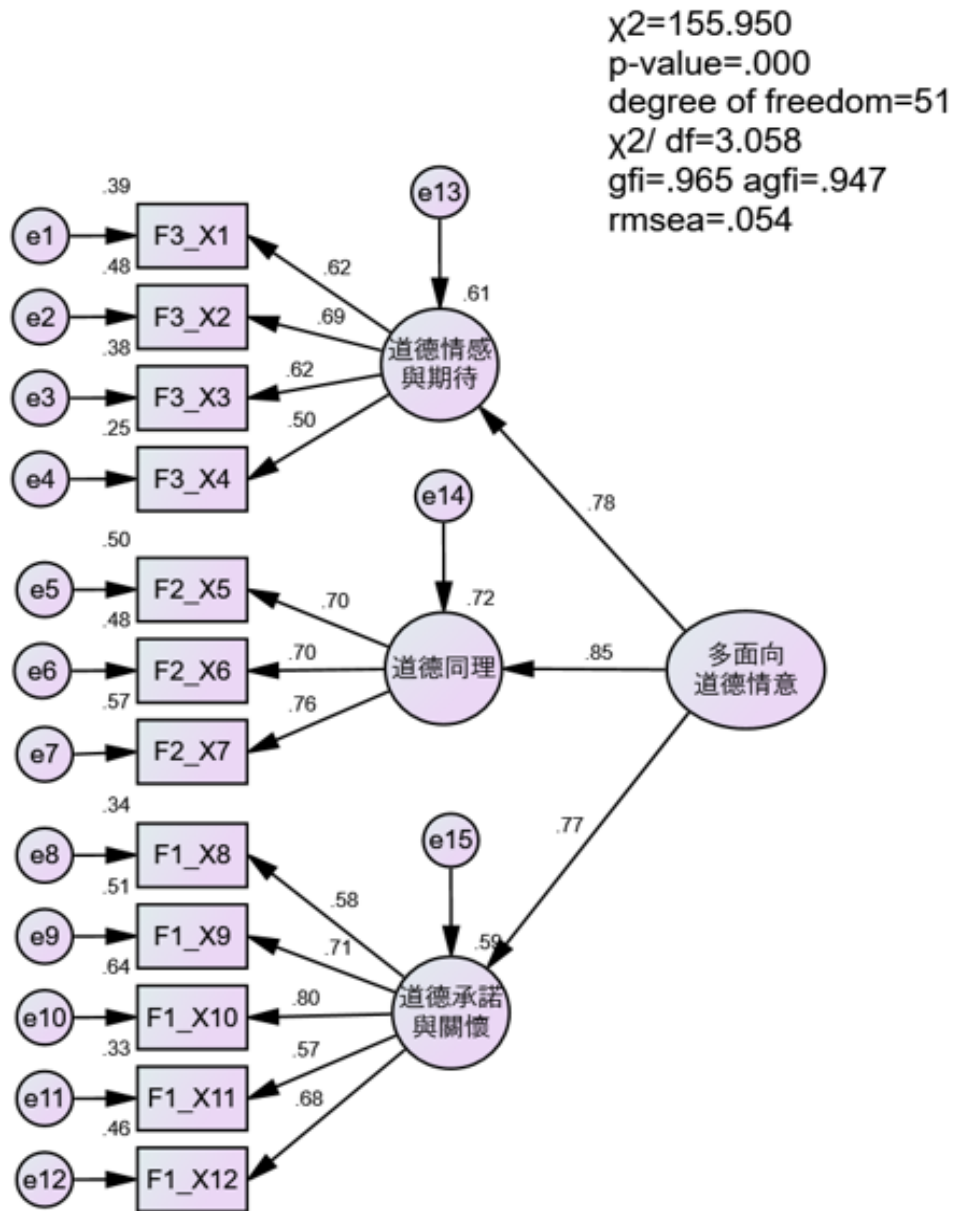 χ2=155.950
p-value=.000
degree of freedom=51
χ2/ df=3.058
gfi=.965 agfi=.947
rmsea=.054
e13
.39
e1
F3_X1
.48
.62
.61
e2
F3_X2
.69
道德情感
與期待
.38
e3
F3_X3
.62
.25
.50
e4
F3_X4
e14
.78
.50
e5
F2_X5
.70
.72
.48
e6
F2_X6
.70
道德同理
.85
多面向
道德情意
.57
e7
F2_X7
.76
.34
e15
.77
e8
F1_X8
.58
.51
e9
F1_X9
.71
.59
.64
e10
F1_X10
.80
道德承諾
與關懷
.33
.57
e11
F1_X11
.68
.46
e12
F1_X12